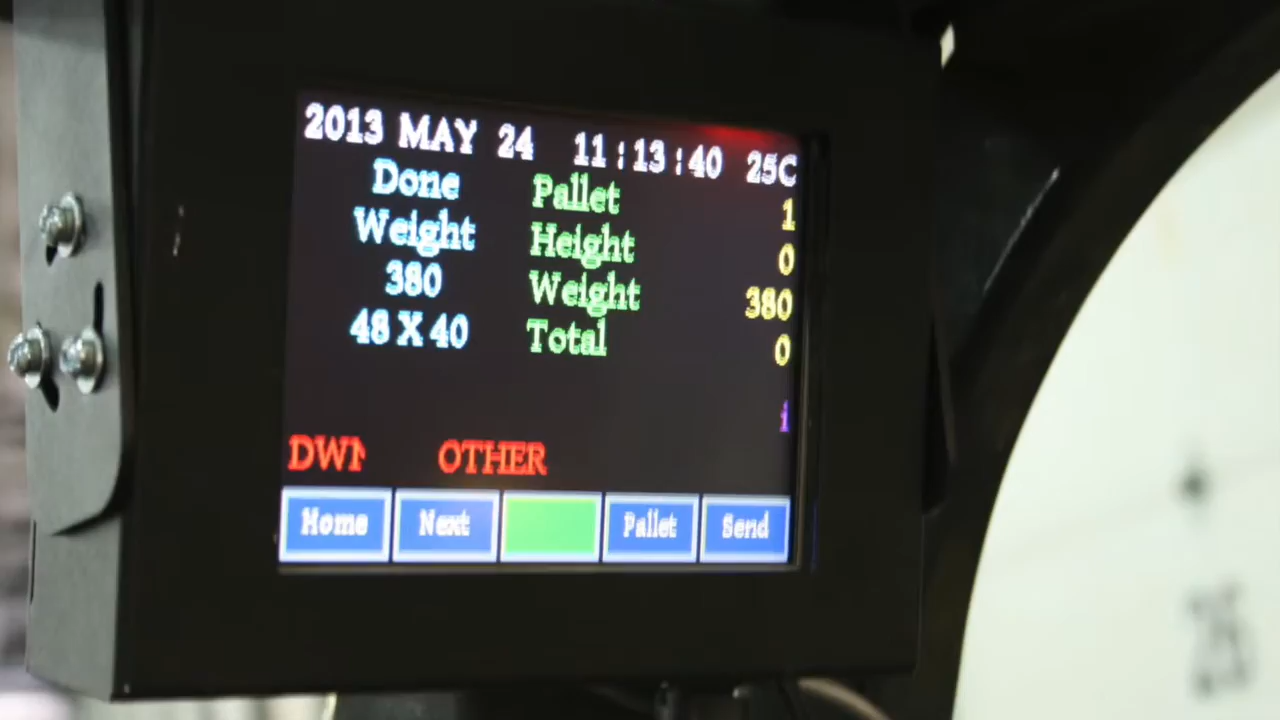 2013 MAY 24 11:13:40 25C
Done Pallet 1
Weight Height 0
380 Weight 380
48 X 40 Total 0
i
OTHER
Home Next Pallet Send
25